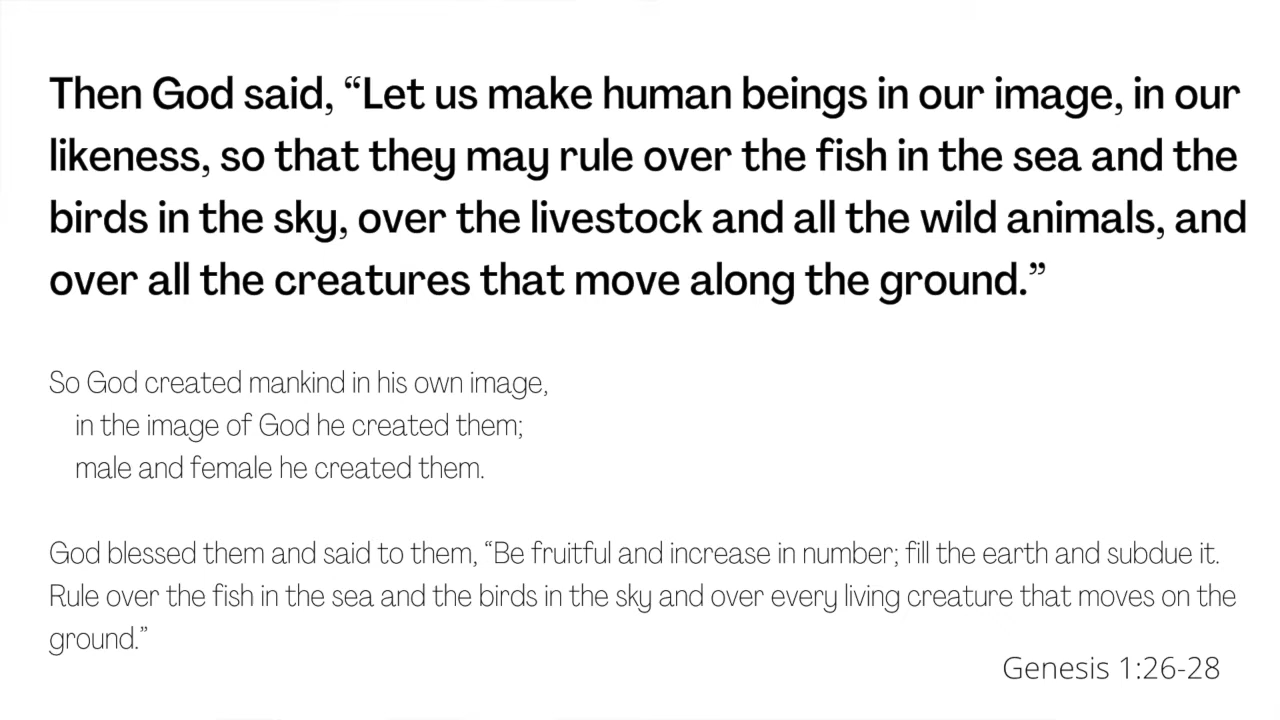 Then God said, “Let us make human beings in our image, in our
likeness, so that they may rule over the fish in the sea and the
birds in the sky, over the livestock and all the wild animals, and
over all the creatures that move along the ground.”
So God created mankind in his own image,
in the image of God he created them;
male and female he created them.
God blessed them and said to them, “Be fruitful and increase in number; fill the earth and subdue it.
Rule over the fish in the sea and the birds in the sky and over every living creature that moves on the
ground.”
Genesis 1:26-28